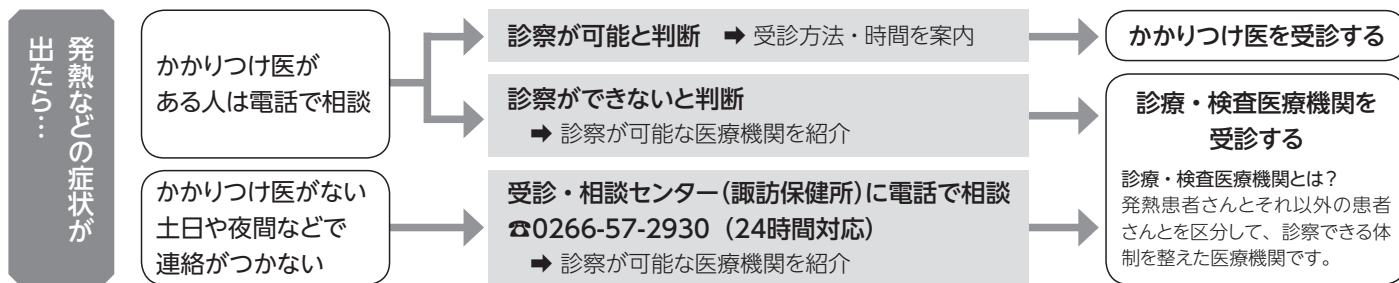 発熱などの症状が
出たら…
かかりつけ医が
ある人は電話で相談
診察が可能と判断 ➡ 受診方法・時間を案内
かかりつけ医を受診する
診察ができないと判断
➡ 診察が可能な医療機関を紹介
かかりつけ医がない
土日や夜間などで
連絡がつかない
受診・相談センター(諏訪保健所)に電話で相談
☎0266-57-2930（24時間対応）
➡ 診察が可能な医療機関を紹介
診療・検査医療機関を
受診する
診療・検査医療機関とは?
発熱患者さんとそれ以外の患者
さんとを区分して、診察できる体
制を整えた医療機関です。